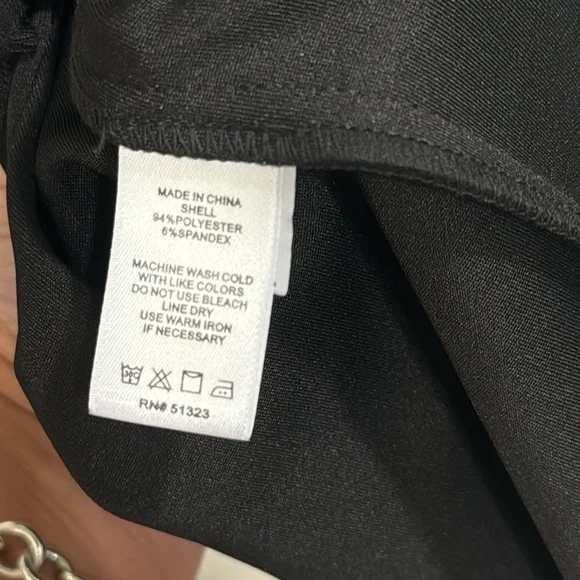 MADE IN CHINA
SHELL
94%POLYESTER
6%SPANDEX
MACHINE WASH COLD
WITH LIKE COLORS
DO NOT USE BLEACH
LINE DRY
USE WARM IRON
IF NECESSARY
30C
RN# 51323